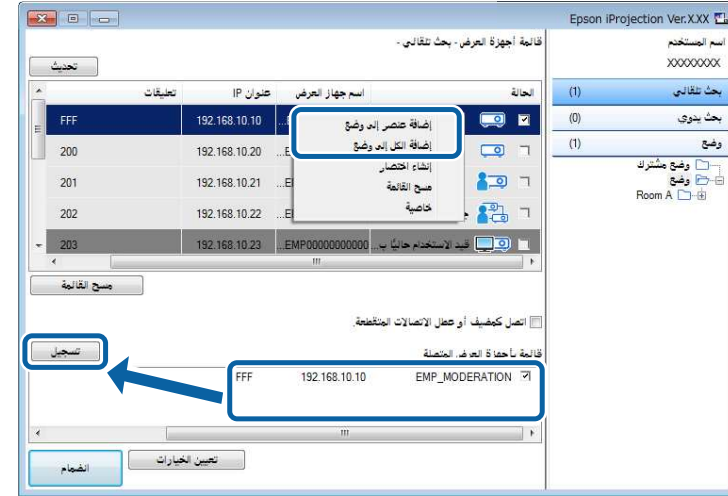 Epson iProjection Ver.X.XX
اسم المستخدم
XXXXXXXX
بحث تلقائي (1)
بحث يدوي (0)
وضع (1)
وضع مشترك
وضع
Room A
قائمة أجهزة العرض - بحث تلقائي -
تحديث
الحالة اسم جهاز العرض عنوان IP تعليقات
192.168.10.10 FFF
192.168.10.20 200
192.168.10.21 201
192.168.10.22 202
قيد الاستخدام حاليًا ب... EMP00000000000... 192.168.10.23 203
إضافة عنصر إلى وضع
إضافة الكل إلى وضع
إنشاء اختصار
مسح القائمة
خاصية
مسح القائمة
اتصل كمضيف أو عطل الاتصالات المتقطعة.
تسجيل
قائمة بأجهزة العرض المتصلة
EMP_MODERATION 192.168.10.10 FFF
تعيين الخيارات
انضمام